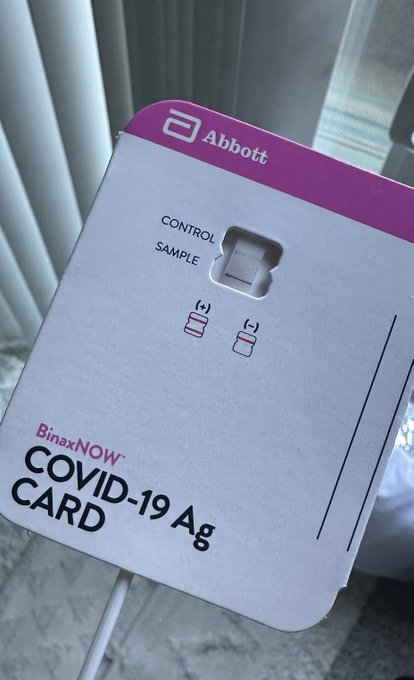 Abbott
CONTROL
SAMPLE
(+)
(-)
BinaxNOW™
COVID-19 Ag
CARD